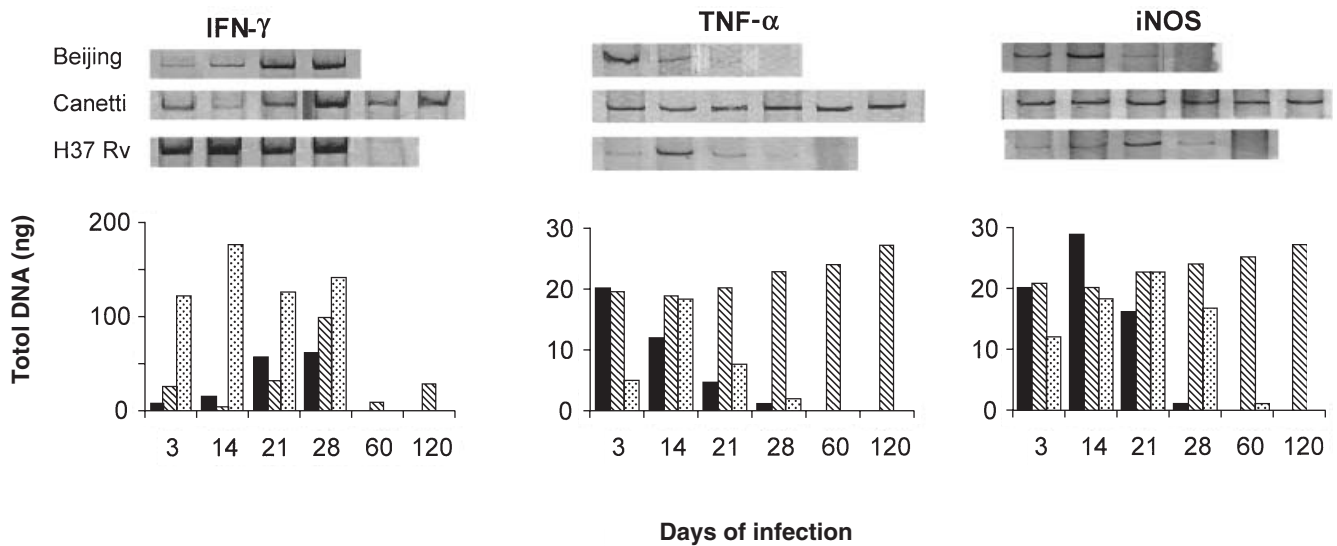 IFN-γ TNF-α iNOS
Beijing
Canetti
H37 Rv
Totol DNA (ng)
200
100
0
3 14 21 28 60 120
30
20
10
0
3 14 21 28 60 120
30
20
10
0
3 14 21 28 60 120
Days of infection